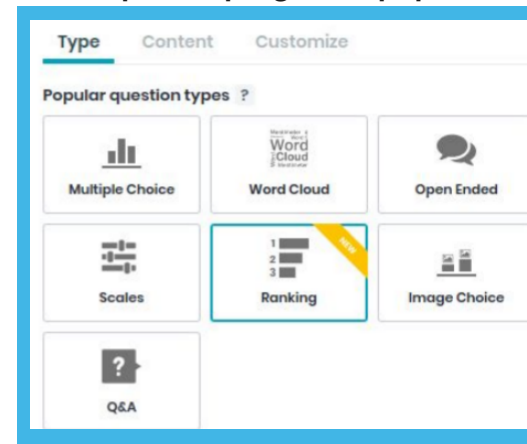 Type Content Customize
Popular question types ?
Multiple Choice
Word
Cloud
Word Cloud
Open Ended
Scales
1
2
3
NEW
Ranking
Image Choice
?
Q&A